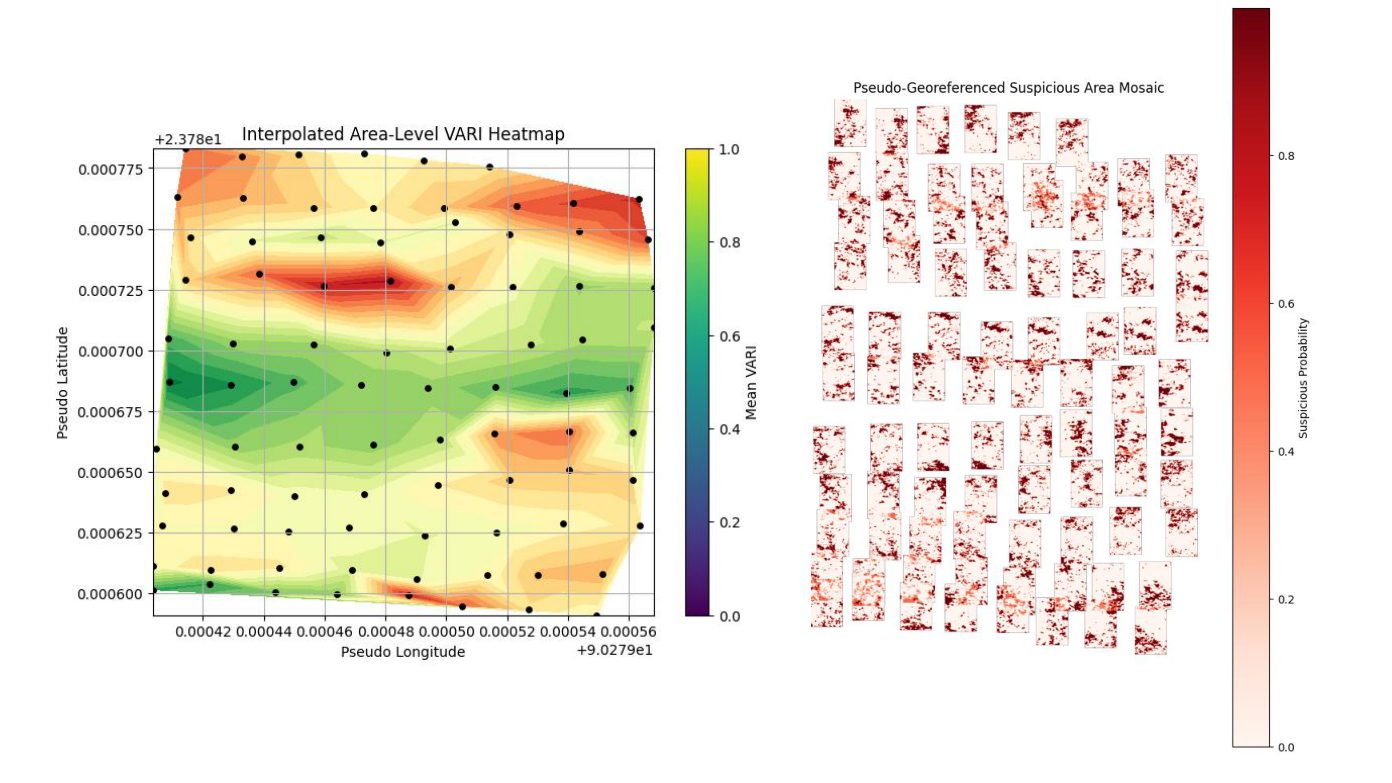 Pseudo-Georeferenced Suspicious Area Mosaic
+2.378e1
Interpolated Area-Level VARI Heatmap
0.000775
0.000750
0.000725
0.000700
0.000675
0.000650
0.000625
0.000600
Pseudo Latitude
0.00042 0.00044 0.00046 0.00048 0.00050 0.00052 0.00054 0.00056
Pseudo Longitude
+9.0279e1
1.0
0.8
0.6
0.4
0.2
0.0
Mean VARI
0.8
0.6
0.4
0.2
0.0
Suspicious Probability